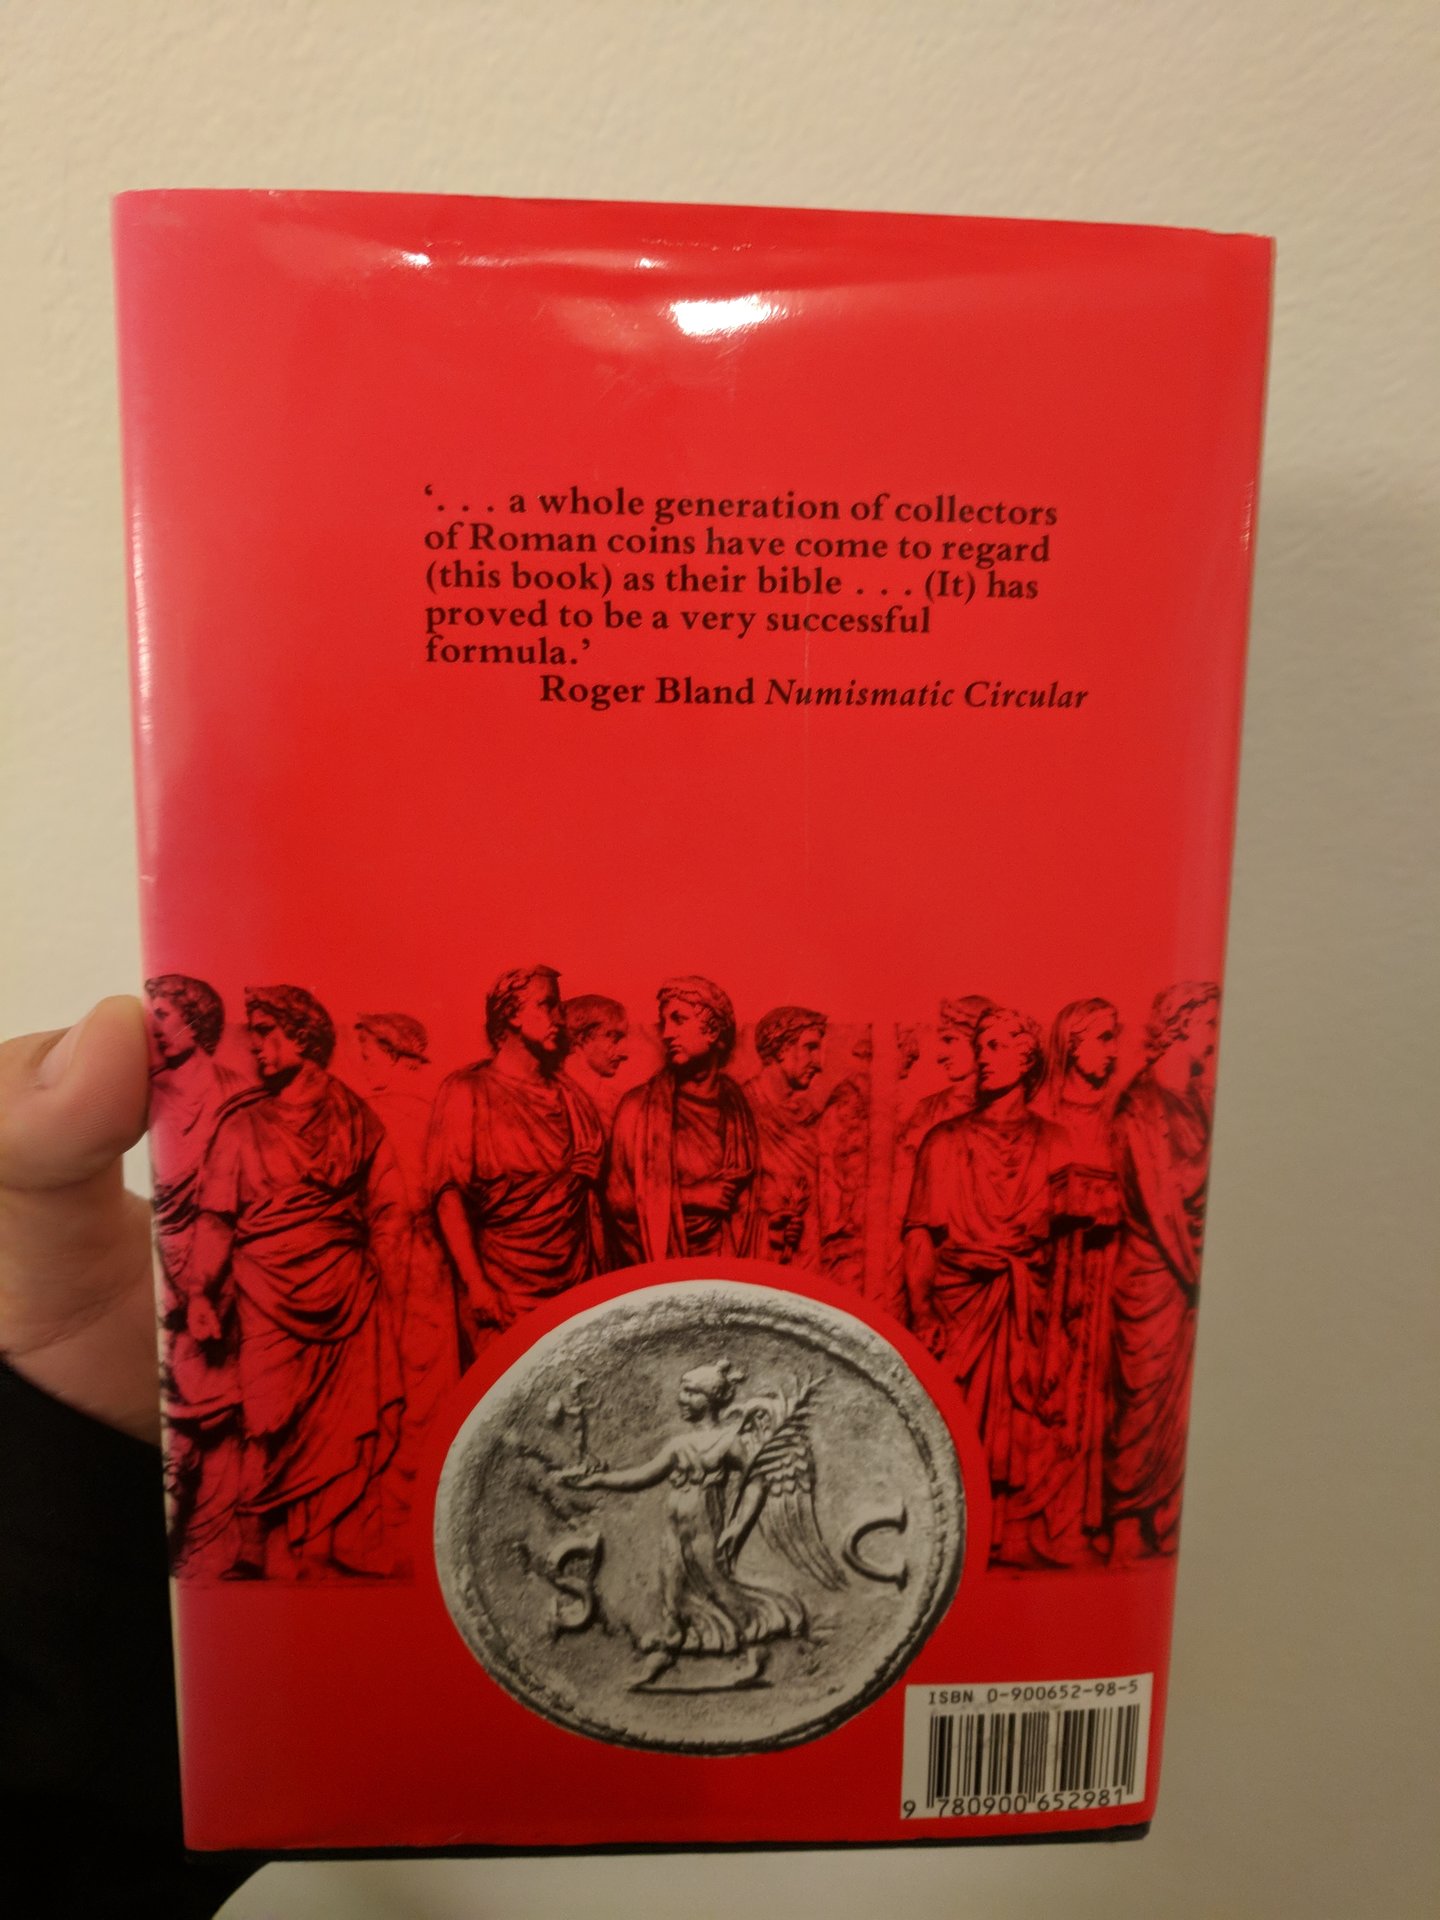 ‘. . . a whole generation of collectors
of Roman coins have come to regard
(this book) as their bible . . . (It) has
proved to be a very successful
formula.’
Roger Bland Numismatic Circular
S C
ISBN 0-900652-98-5
9 780900 652981